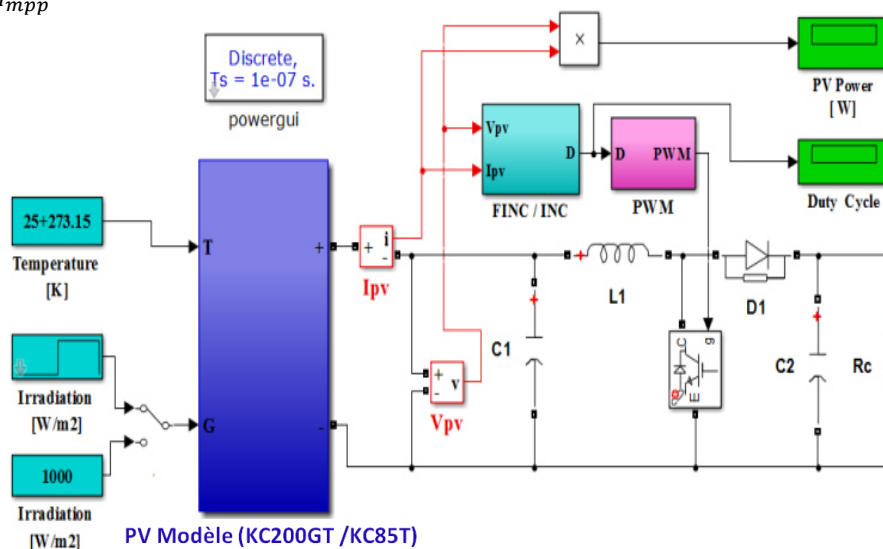 mpp
Discrete,
Ts = 1e-07 s.
powergui
×
PV Power
[ W]
Vpv
Ipv
D
FINC / INC
D
PWM
PWM
Duty Cycle
25+273.15
Temperature
[K]
T
+
+
i
-
Ipv
L1
D1
C1
C2
Rc
g
C
E
+
-
v
Vpv
Irradiation
[W/m2]
G
-
1000
Irradiation
[W/m2]
PV Modèle (KC200GT /KC85T)